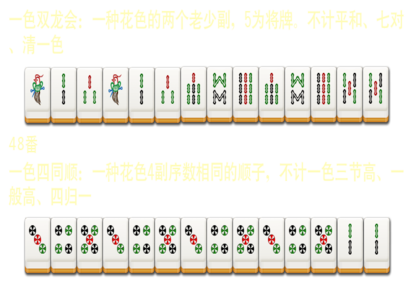 一色双龙会：一种花色的两个老少副，5为将牌，不计平和、七对
、清一色
48番
一色四同顺：一种花色4副序数相同的顺子，不计一色三节高、一
般高、四归一